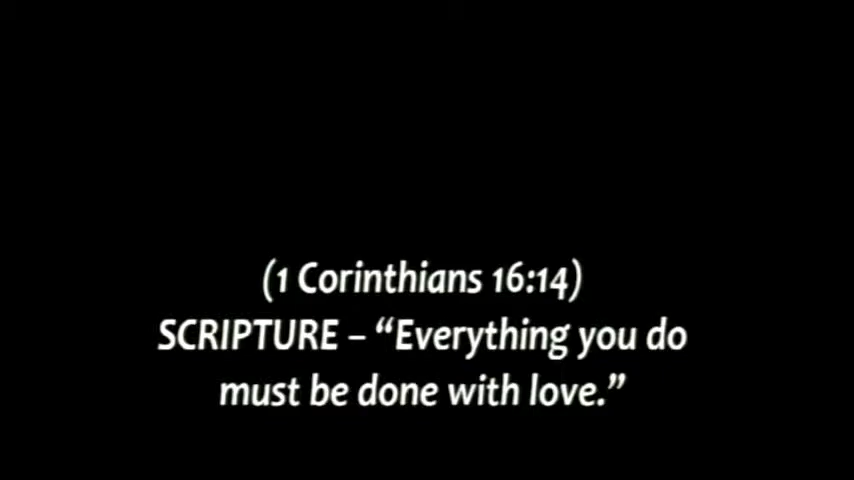 (1 Corinthians 16:14)
SCRIPTURE – “Everything you do
must be done with love.”